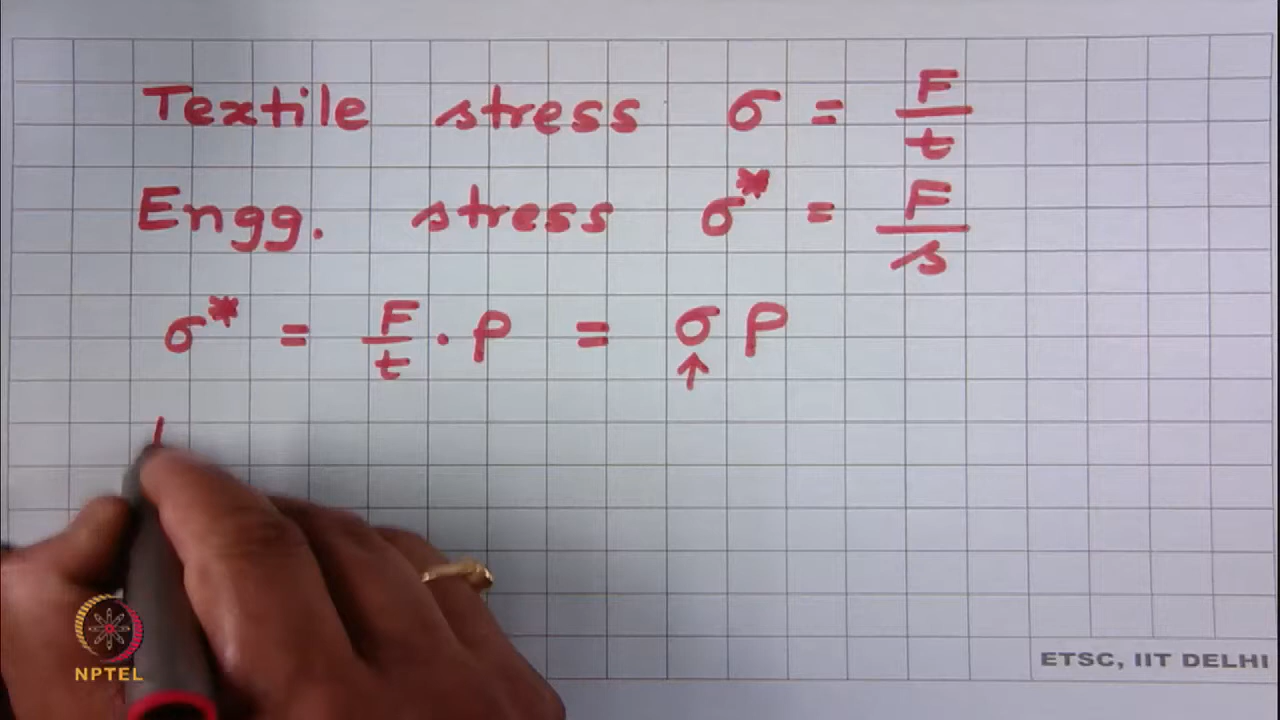 Textile stress σ = F/t
Engg. stress σ* = F/s
σ* = F/t · ρ = σ ρ
↑
NPTEL
ETSC, IIT DELHI